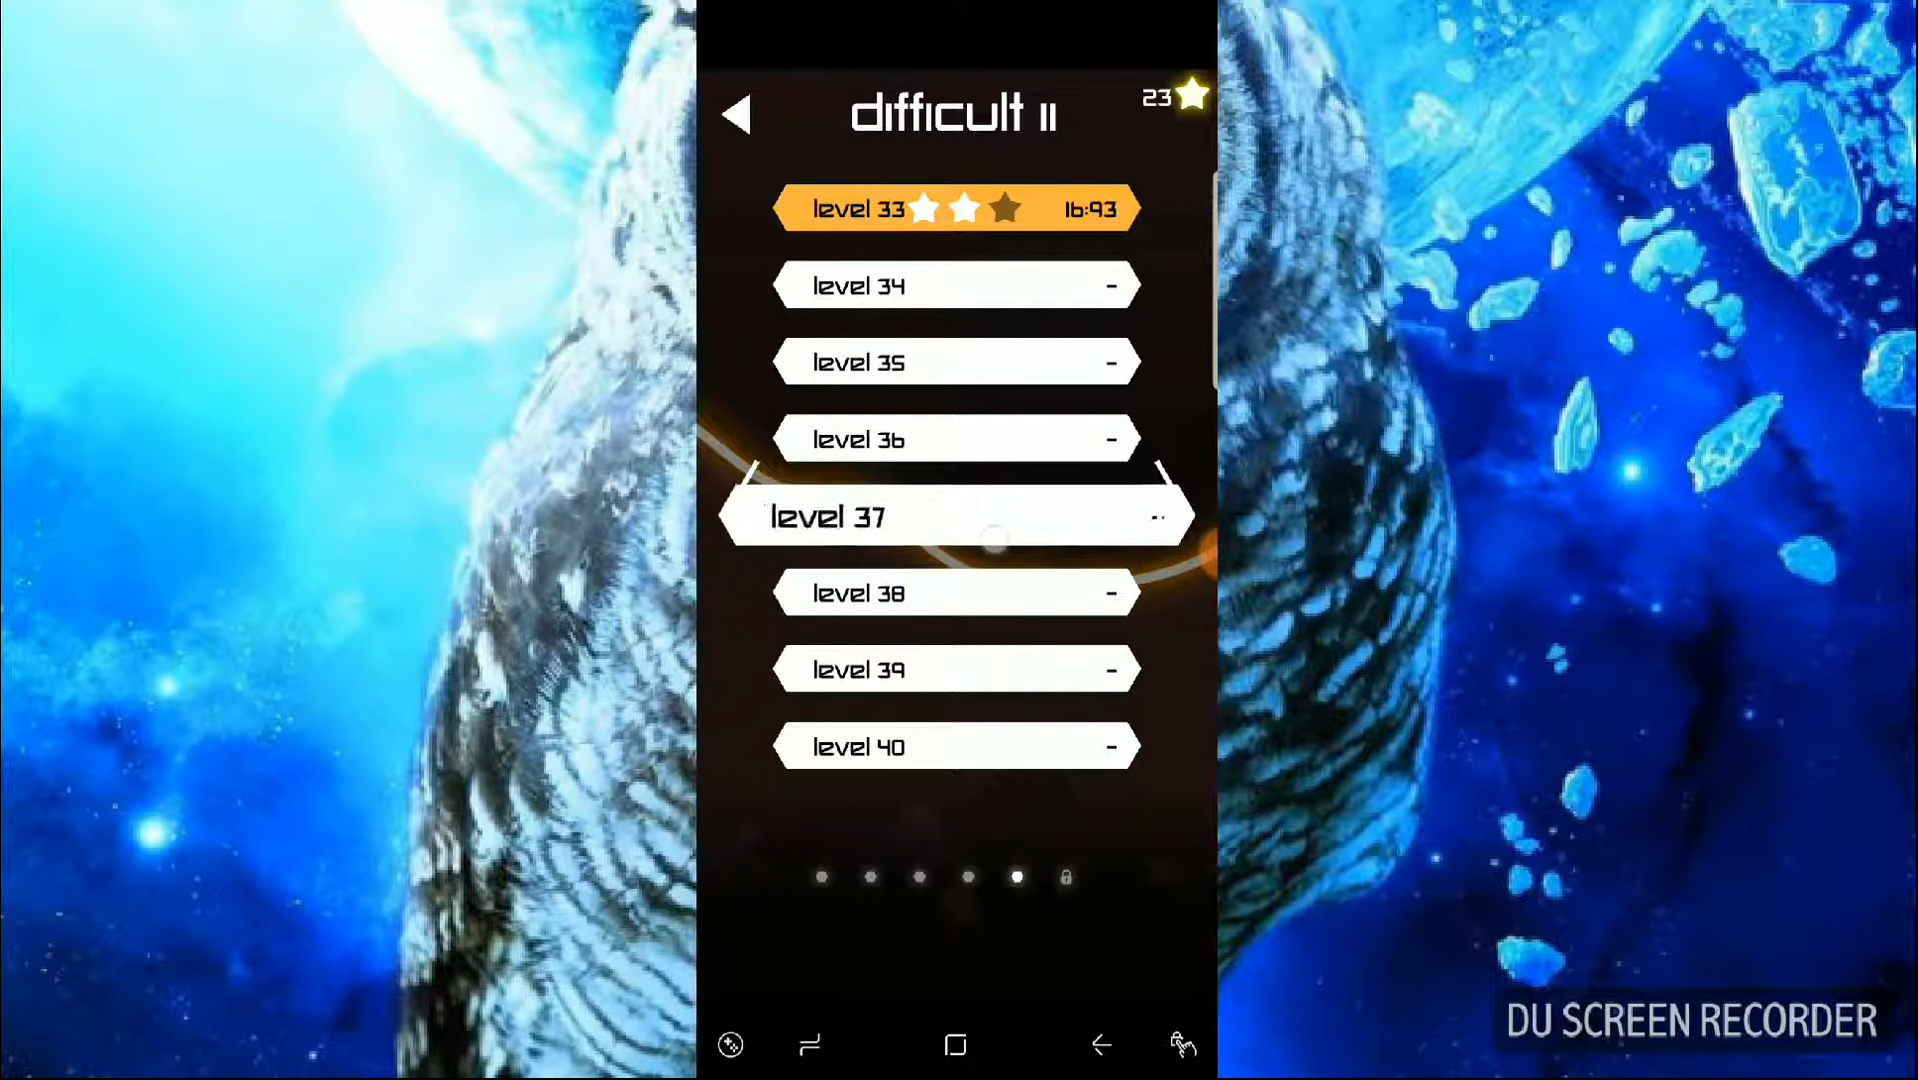 difficult II
23
level 33 16:93
level 34 -
level 35 -
level 36 -
level 37 --
level 38 -
level 39 -
level 40 -
DU SCREEN RECORDER